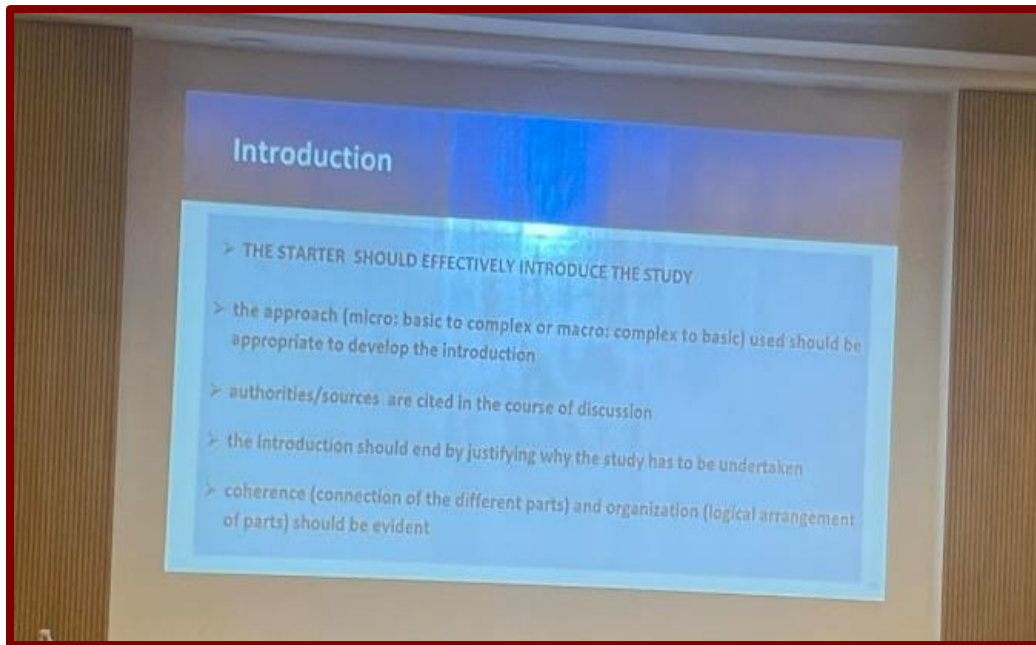 Introduction
➢ THE STARTER SHOULD EFFECTIVELY INTRODUCE THE STUDY
➢ the approach (micro: basic to complex or macro: complex to basic) used should be
appropriate to develop the introduction
➢ authorities/sources are cited in the course of discussion
➢ the introduction should end by justifying why the study has to be undertaken
➢ coherence (connection of the different parts) and organization (logical arrangement
of parts) should be evident